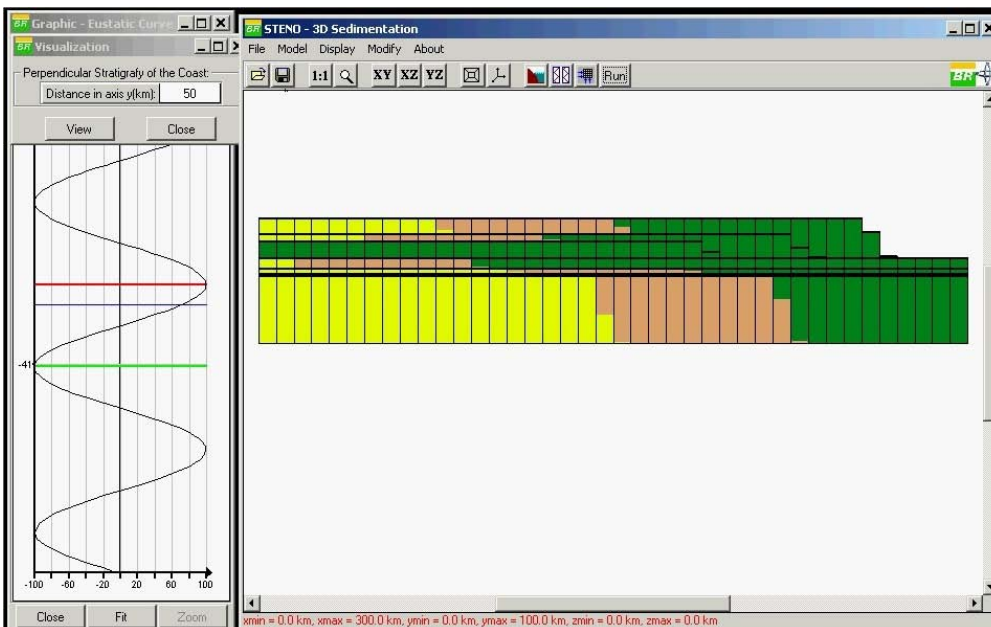 BR Graphic - Eustatic Curve
BR Visualization
Perpendicular Stratigrafy of the Coast:
Distance in axis y(km): 50
View Close
-41
-100 -60 -20 20 60 100
Close Fit Zoom
BR STENO - 3D Sedimentation
File Model Display Modify About
1:1 XY XZ YZ Run
BR
xmin = 0.0 km, xmax = 300.0 km, ymin = 0.0 km, ymax = 100.0 km, zmin = 0.0 km, zmax = 0.0 km